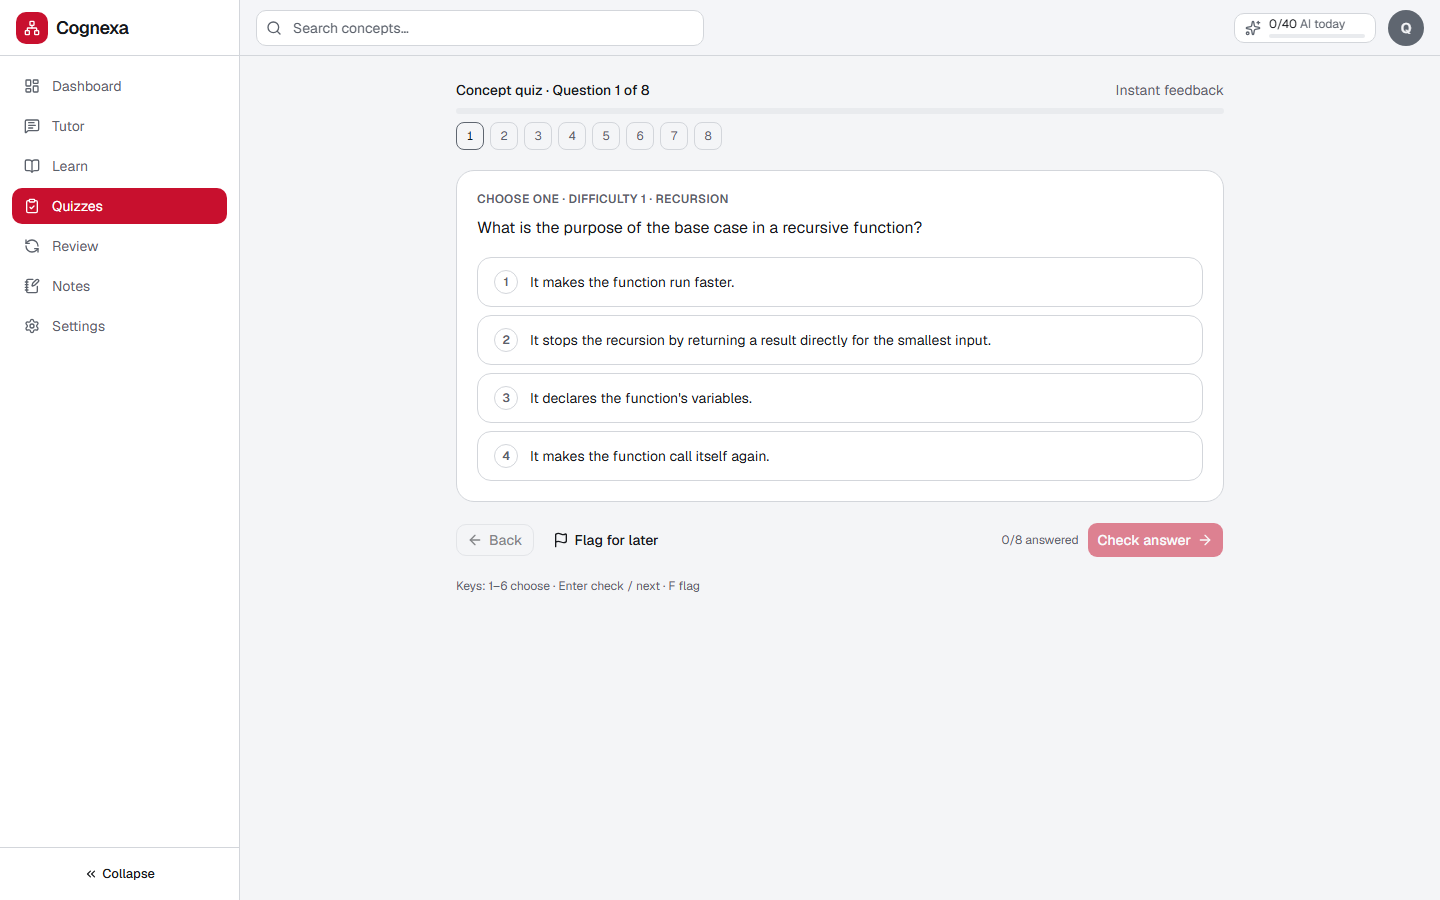 Cognexa
Search concepts...
0/40 AI today
Q
Dashboard
Tutor
Learn
Quizzes
Review
Notes
Settings
Collapse
Concept quiz · Question 1 of 8
Instant feedback
1 2 3 4 5 6 7 8
CHOOSE ONE · DIFFICULTY 1 · RECURSION
What is the purpose of the base case in a recursive function?
1 It makes the function run faster.
2 It stops the recursion by returning a result directly for the smallest input.
3 It declares the function's variables.
4 It makes the function call itself again.
Back
Flag for later
0/8 answered
Check answer
Keys: 1–6 choose · Enter check / next · F flag